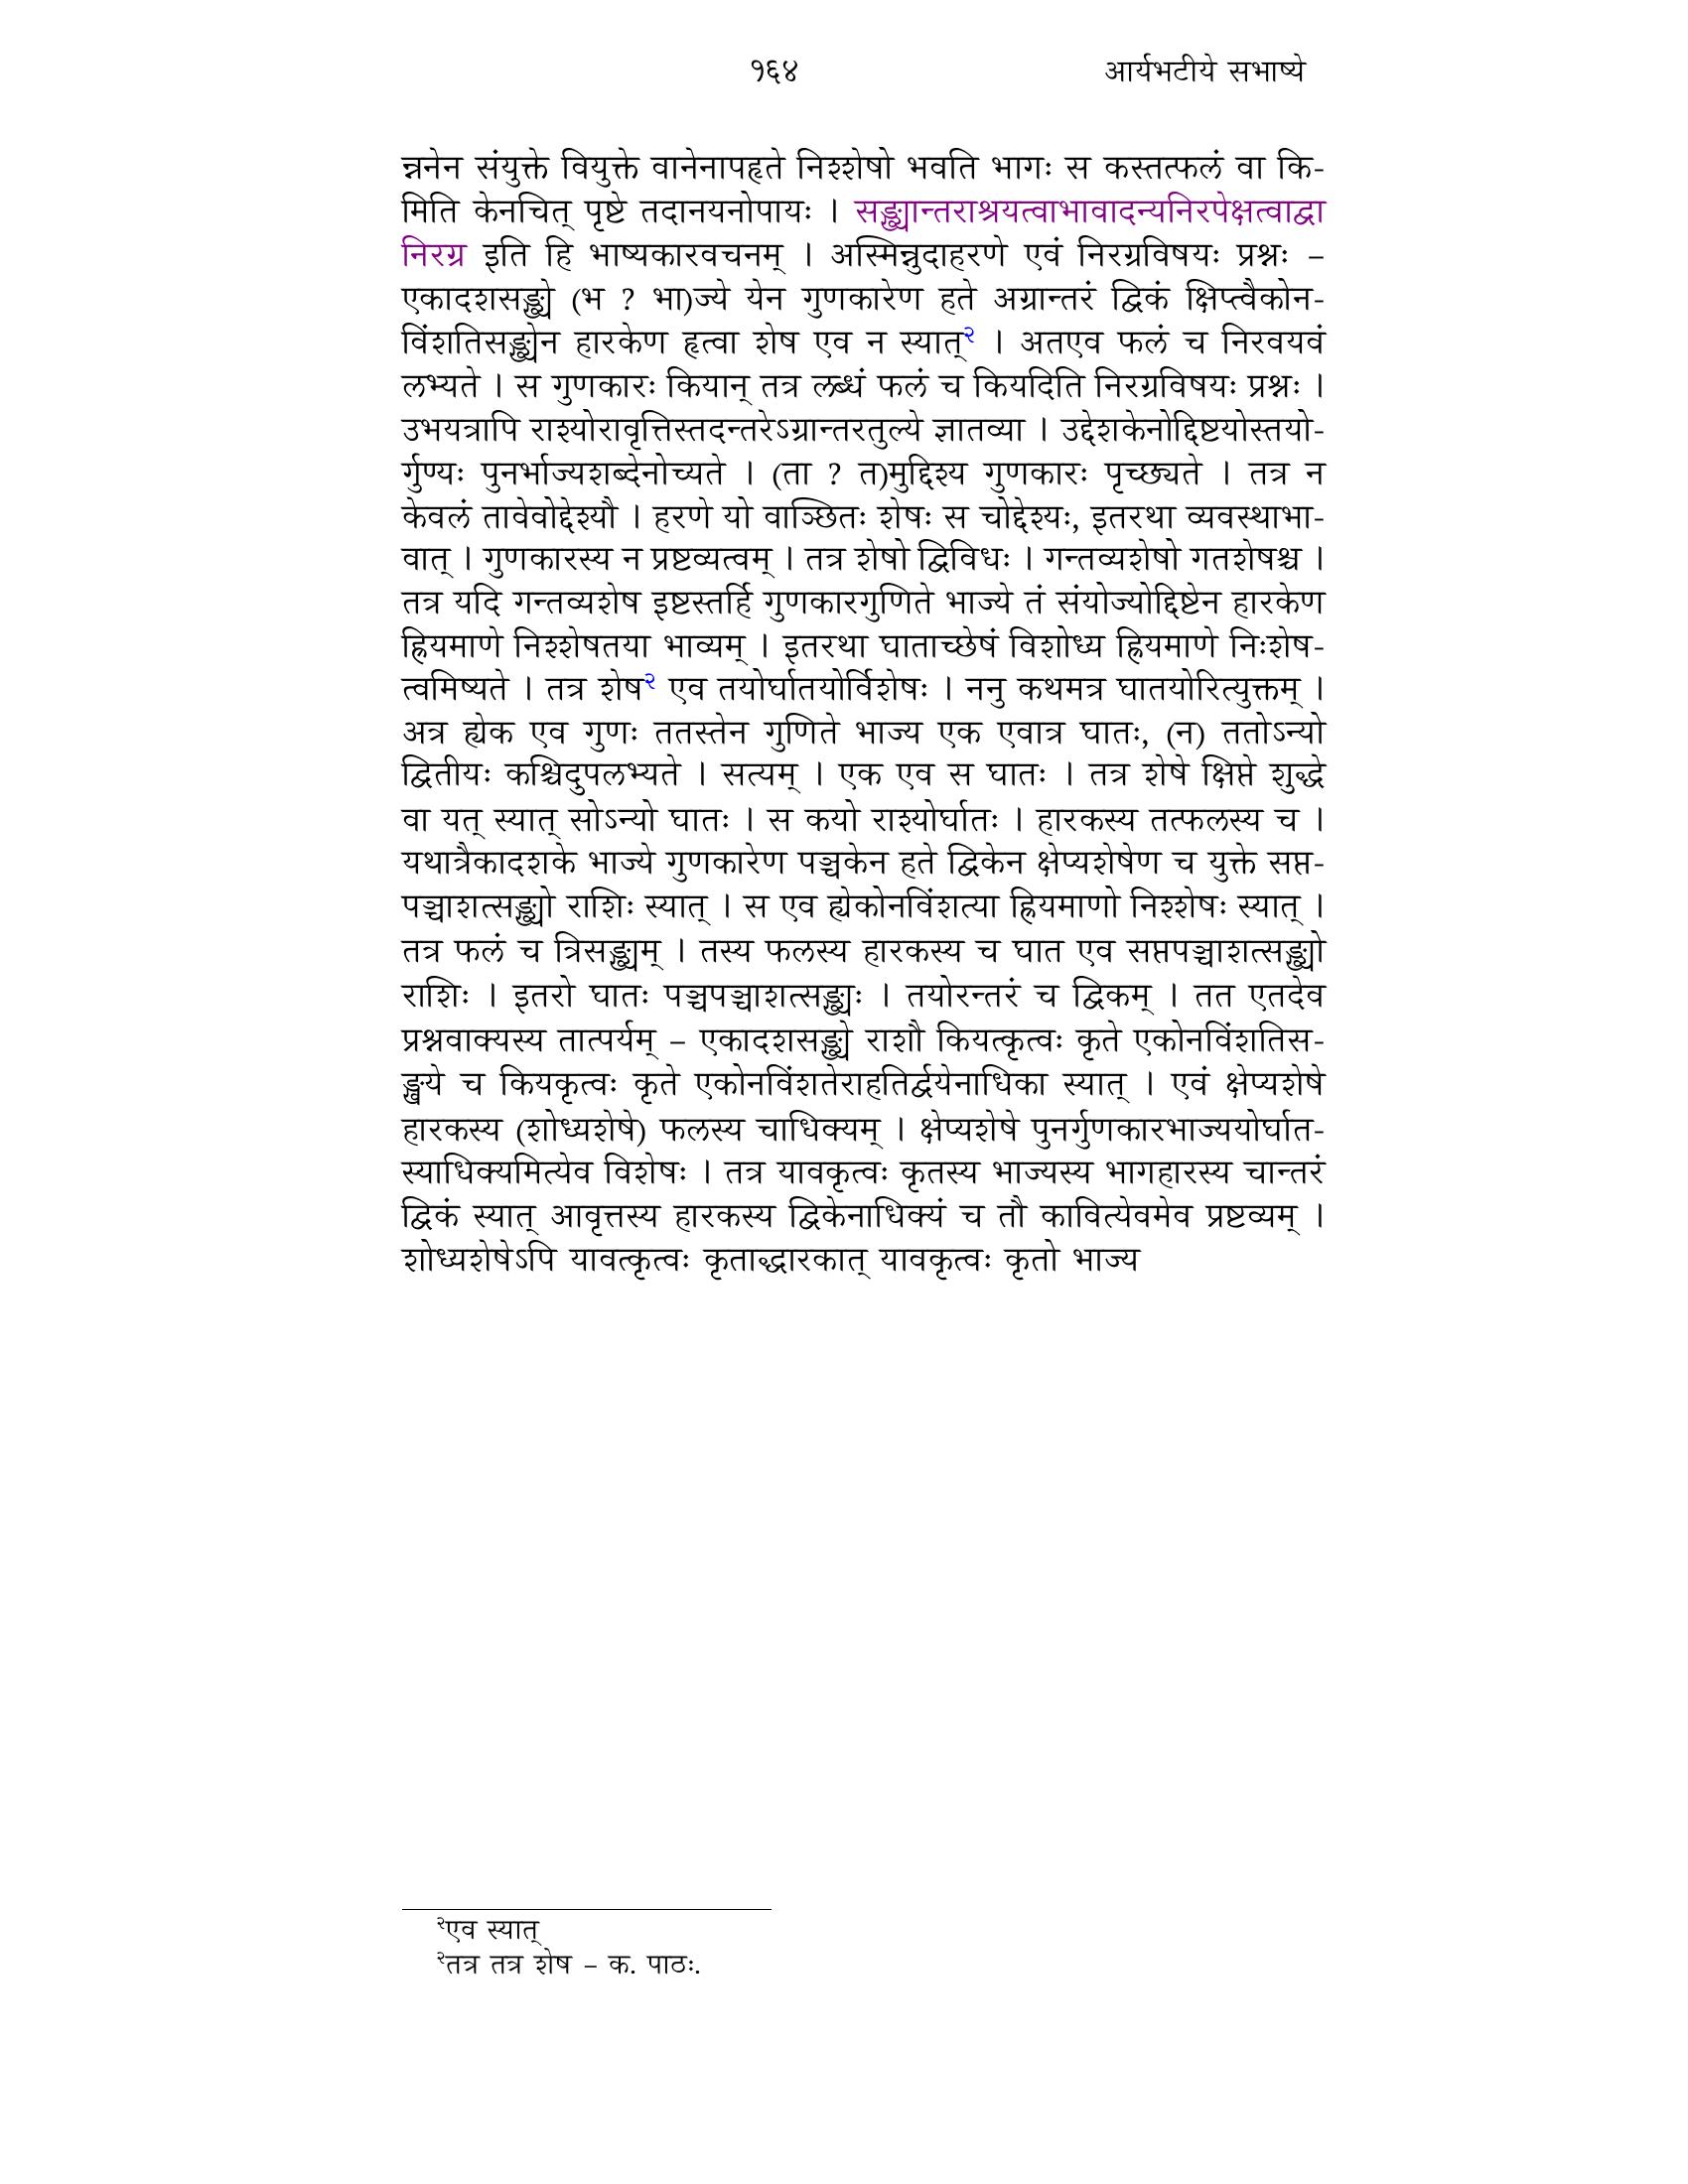 १६४ आर्यभटीये सभाष्ये
न्ननेन संयुक्ते वियुक्ते वानेनापहृते निश्शेषो भवति भागः स कस्तत्फलं वा कि-
मिति केनचित् पृष्टे तदानयनोपायः । सङ्ख्यान्तराश्रयत्वाभावादन्यनिरपेक्षत्वाद्वा
निरग्र इति हि भाष्यकारवचनम् । अस्मिन्नुदाहरणे एवं निरग्रविषयः प्रश्नः –
एकादशसङ्ख्ये (भ ? भा)ज्ये येन गुणकारेण हते अग्रान्तरं द्विकं क्षिप्त्वैकोन-
विंशतिसङ्ख्येन हारकेण हृत्वा शेष एव न स्यात्२ । अतएव फलं च निरवयवं
लभ्यते । स गुणकारः कियान् तत्र लब्धं फलं च कियदिति निरग्रविषयः प्रश्नः ।
उभयत्रापि राश्योरावृत्तिस्तदन्तरेऽग्रान्तरतुल्ये ज्ञातव्या । उद्देशकेनोद्दिष्टयोस्तयो-
र्गुण्यः पुनर्भाज्यशब्देनोच्यते । (ता ? त)मुद्दिश्य गुणकारः पृच्छ्यते । तत्र न
केवलं तावेवोद्देश्यौ । हरणे यो वाञ्छितः शेषः स चोद्देश्यः, इतरथा व्यवस्थाभा-
वात् । गुणकारस्य न प्रष्टव्यत्वम् । तत्र शेषो द्विविधः । गन्तव्यशेषो गतशेषश्च ।
तत्र यदि गन्तव्यशेष इष्टस्तर्हि गुणकारगुणिते भाज्ये तं संयोज्योद्दिष्टेन हारकेण
ह्रियमाणे निश्शेषतया भाव्यम् । इतरथा घाताच्छेषं विशोध्य ह्रियमाणे निःशेष-
त्वमिष्यते । तत्र शेष२ एव तयोर्घातयोर्विशेषः । ननु कथमत्र घातयोरित्युक्तम् ।
अत्र ह्येक एव गुणः ततस्तेन गुणिते भाज्य एक एवात्र घातः, (न) ततोऽन्यो
द्वितीयः कश्चिदुपलभ्यते । सत्यम् । एक एव स घातः । तत्र शेषे क्षिप्ते शुद्धे
वा यत् स्यात् सोऽन्यो घातः । स कयो राश्योर्घातः । हारकस्य तत्फलस्य च ।
यथात्रैकादशके भाज्ये गुणकारेण पञ्चकेन हते द्विकेन क्षेप्यशेषेण च युक्ते सप्त-
पञ्चाशत्सङ्ख्यो राशिः स्यात् । स एव ह्येकोनविंशत्या ह्रियमाणो निश्शेषः स्यात् ।
तत्र फलं च त्रिसङ्ख्यम् । तस्य फलस्य हारकस्य च घात एव सप्तपञ्चाशत्सङ्ख्यो
राशिः । इतरो घातः पञ्चपञ्चाशत्सङ्ख्यः । तयोरन्तरं च द्विकम् । तत एतदेव
प्रश्नवाक्यस्य तात्पर्यम् – एकादशसङ्ख्ये राशौ कियत्कृत्वः कृते एकोनविंशतिस-
ङ्खये च कियकृत्वः कृते एकोनविंशतेराहतिर्द्वयेनाधिका स्यात् । एवं क्षेप्यशेषे
हारकस्य (शोध्यशेषे) फलस्य चाधिक्यम् । क्षेप्यशेषे पुनर्गुणकारभाज्ययोर्घात-
स्याधिक्यमित्येव विशेषः । तत्र यावकृत्वः कृतस्य भाज्यस्य भागहारस्य चान्तरं
द्विकं स्यात् आवृत्तस्य हारकस्य द्विकेनाधिक्यं च तौ कावित्येवमेव प्रष्टव्यम् ।
शोध्यशेषेऽपि यावत्कृत्वः कृताद्धारकात् यावकृत्वः कृतो भाज्य
२एव स्यात्
२तत्र तत्र शेष – क. पाठः.